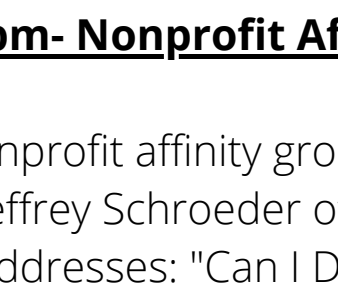 om- Nonprofit Af
nprofit affinity gro
effrey Schroeder o
ddresses: "Can I D